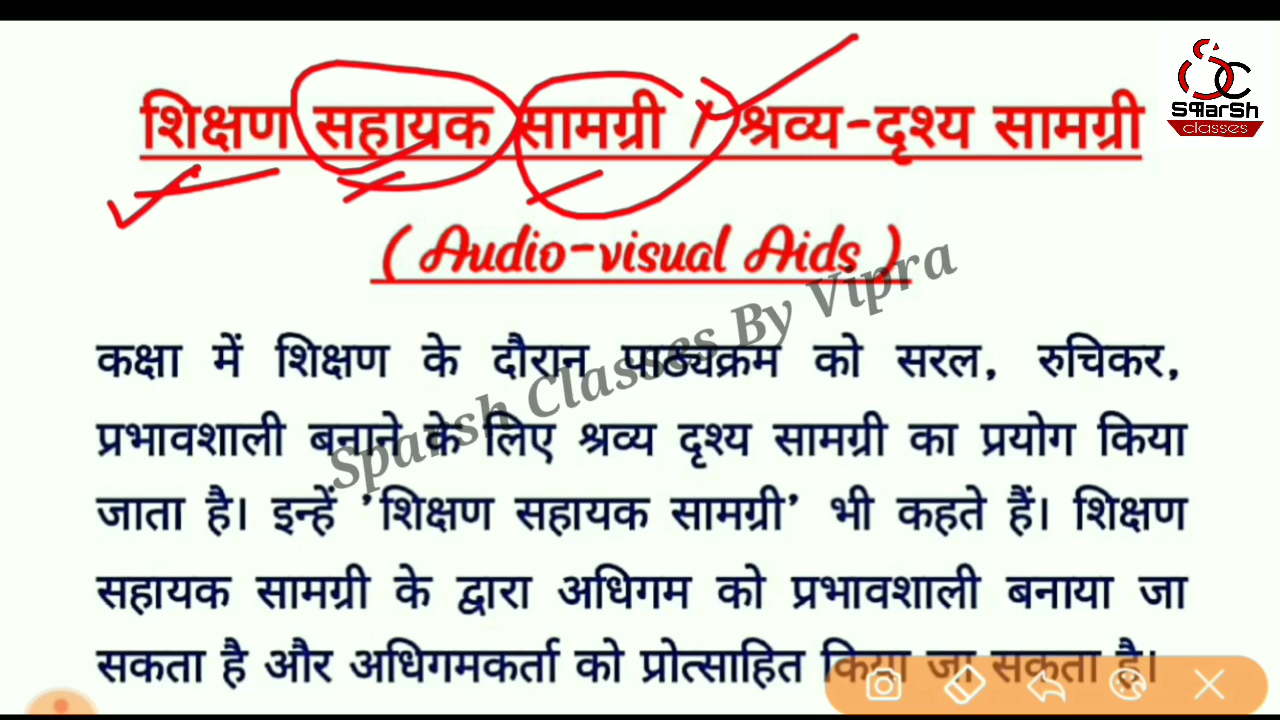 शिक्षण सहायक सामग्री / श्रव्य-दृश्य सामग्री
( Audio-visual Aids )
कक्षा में शिक्षण के दौरान पाठ्यक्रम को सरल, रुचिकर,
प्रभावशाली बनाने के लिए श्रव्य दृश्य सामग्री का प्रयोग किया
जाता है। इन्हें 'शिक्षण सहायक सामग्री' भी कहते हैं। शिक्षण
सहायक सामग्री के द्वारा अधिगम को प्रभावशाली बनाया जा
सकता है और अधिगमकर्ता को प्रोत्साहित किया जा सकता है।
Sparsh Classes By Vipra
SपarSh
classes